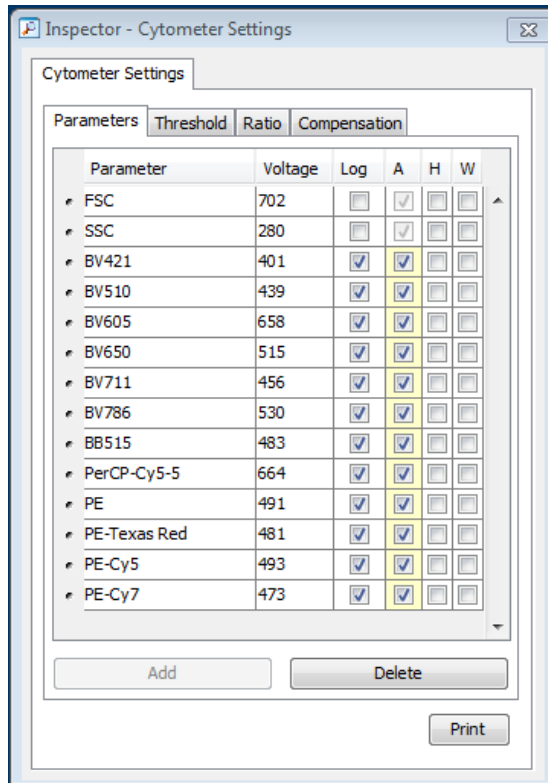 Inspector - Cytometer Settings
Cytometer Settings
Parameters Threshold Ratio Compensation
Parameter Voltage Log A H W
FSC 702
SSC 280
BV421 401
BV510 439
BV605 658
BV650 515
BV711 456
BV786 530
BB515 483
PerCP-Cy5-5 664
PE 491
PE-Texas Red 481
PE-Cy5 493
PE-Cy7 473
Add Delete
Print